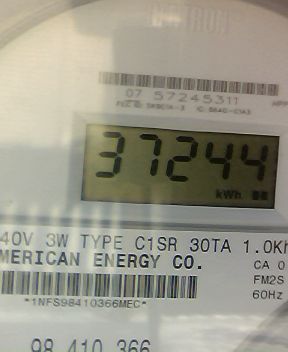 07 57245311
37244
kWh
40V 3W TYPE C1SR 30TA 1.0Kh
MERICAN ENERGY CO.
CA 0
FM2S
60Hz
*1NFS98410366MEC*
98 410 366